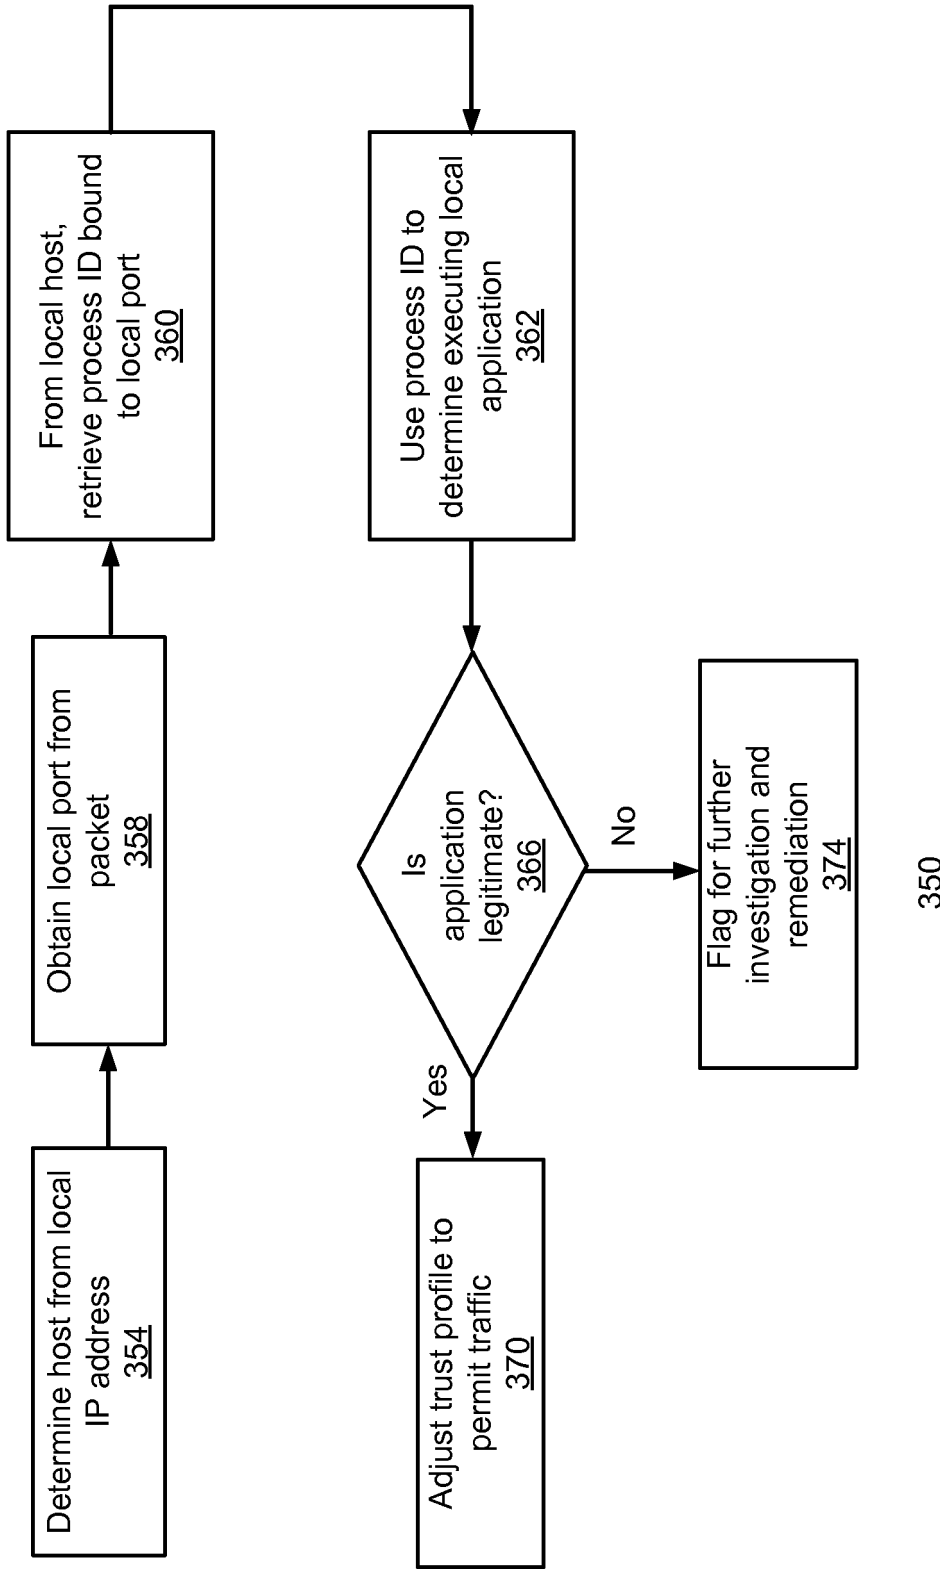 Determine host from local
IP address
354
Obtain local port from
packet
358
From local host,
retrieve process ID bound
to local port
360
Use process ID to
determine executing local
application
362
Is
application
legitimate?
366
Yes
No
Adjust trust profile to
permit traffic
370
Flag for further
investigation and
remediation
374
350